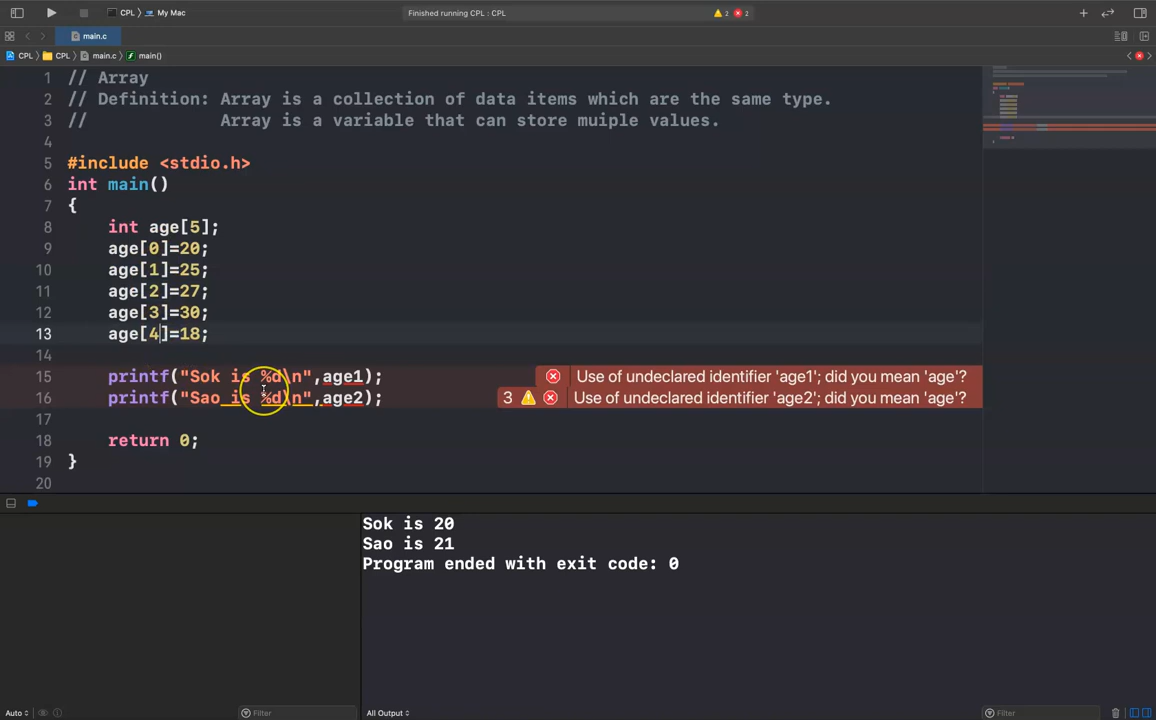 CPL 〉 My Mac
Finished running CPL : CPL
2 2
main.c
CPL 〉 CPL 〉 main.c 〉 main()
1 // Array
2 // Definition: Array is a collection of data items which are the same type.
3 //             Array is a variable that can store muiple values.
4
5 #include <stdio.h>
6 int main()
7 {
8     int age[5];
9     age[0]=20;
10     age[1]=25;
11     age[2]=27;
12     age[3]=30;
13     age[4]=18;
14
15     printf("Sok is %d\n",age1); Use of undeclared identifier 'age1'; did you mean 'age'?
16     printf("Sao is %d\n",age2); 3 Use of undeclared identifier 'age2'; did you mean 'age'?
17
18     return 0;
19 }
20
Sok is 20
Sao is 21
Program ended with exit code: 0
Auto
Filter
All Output
Filter